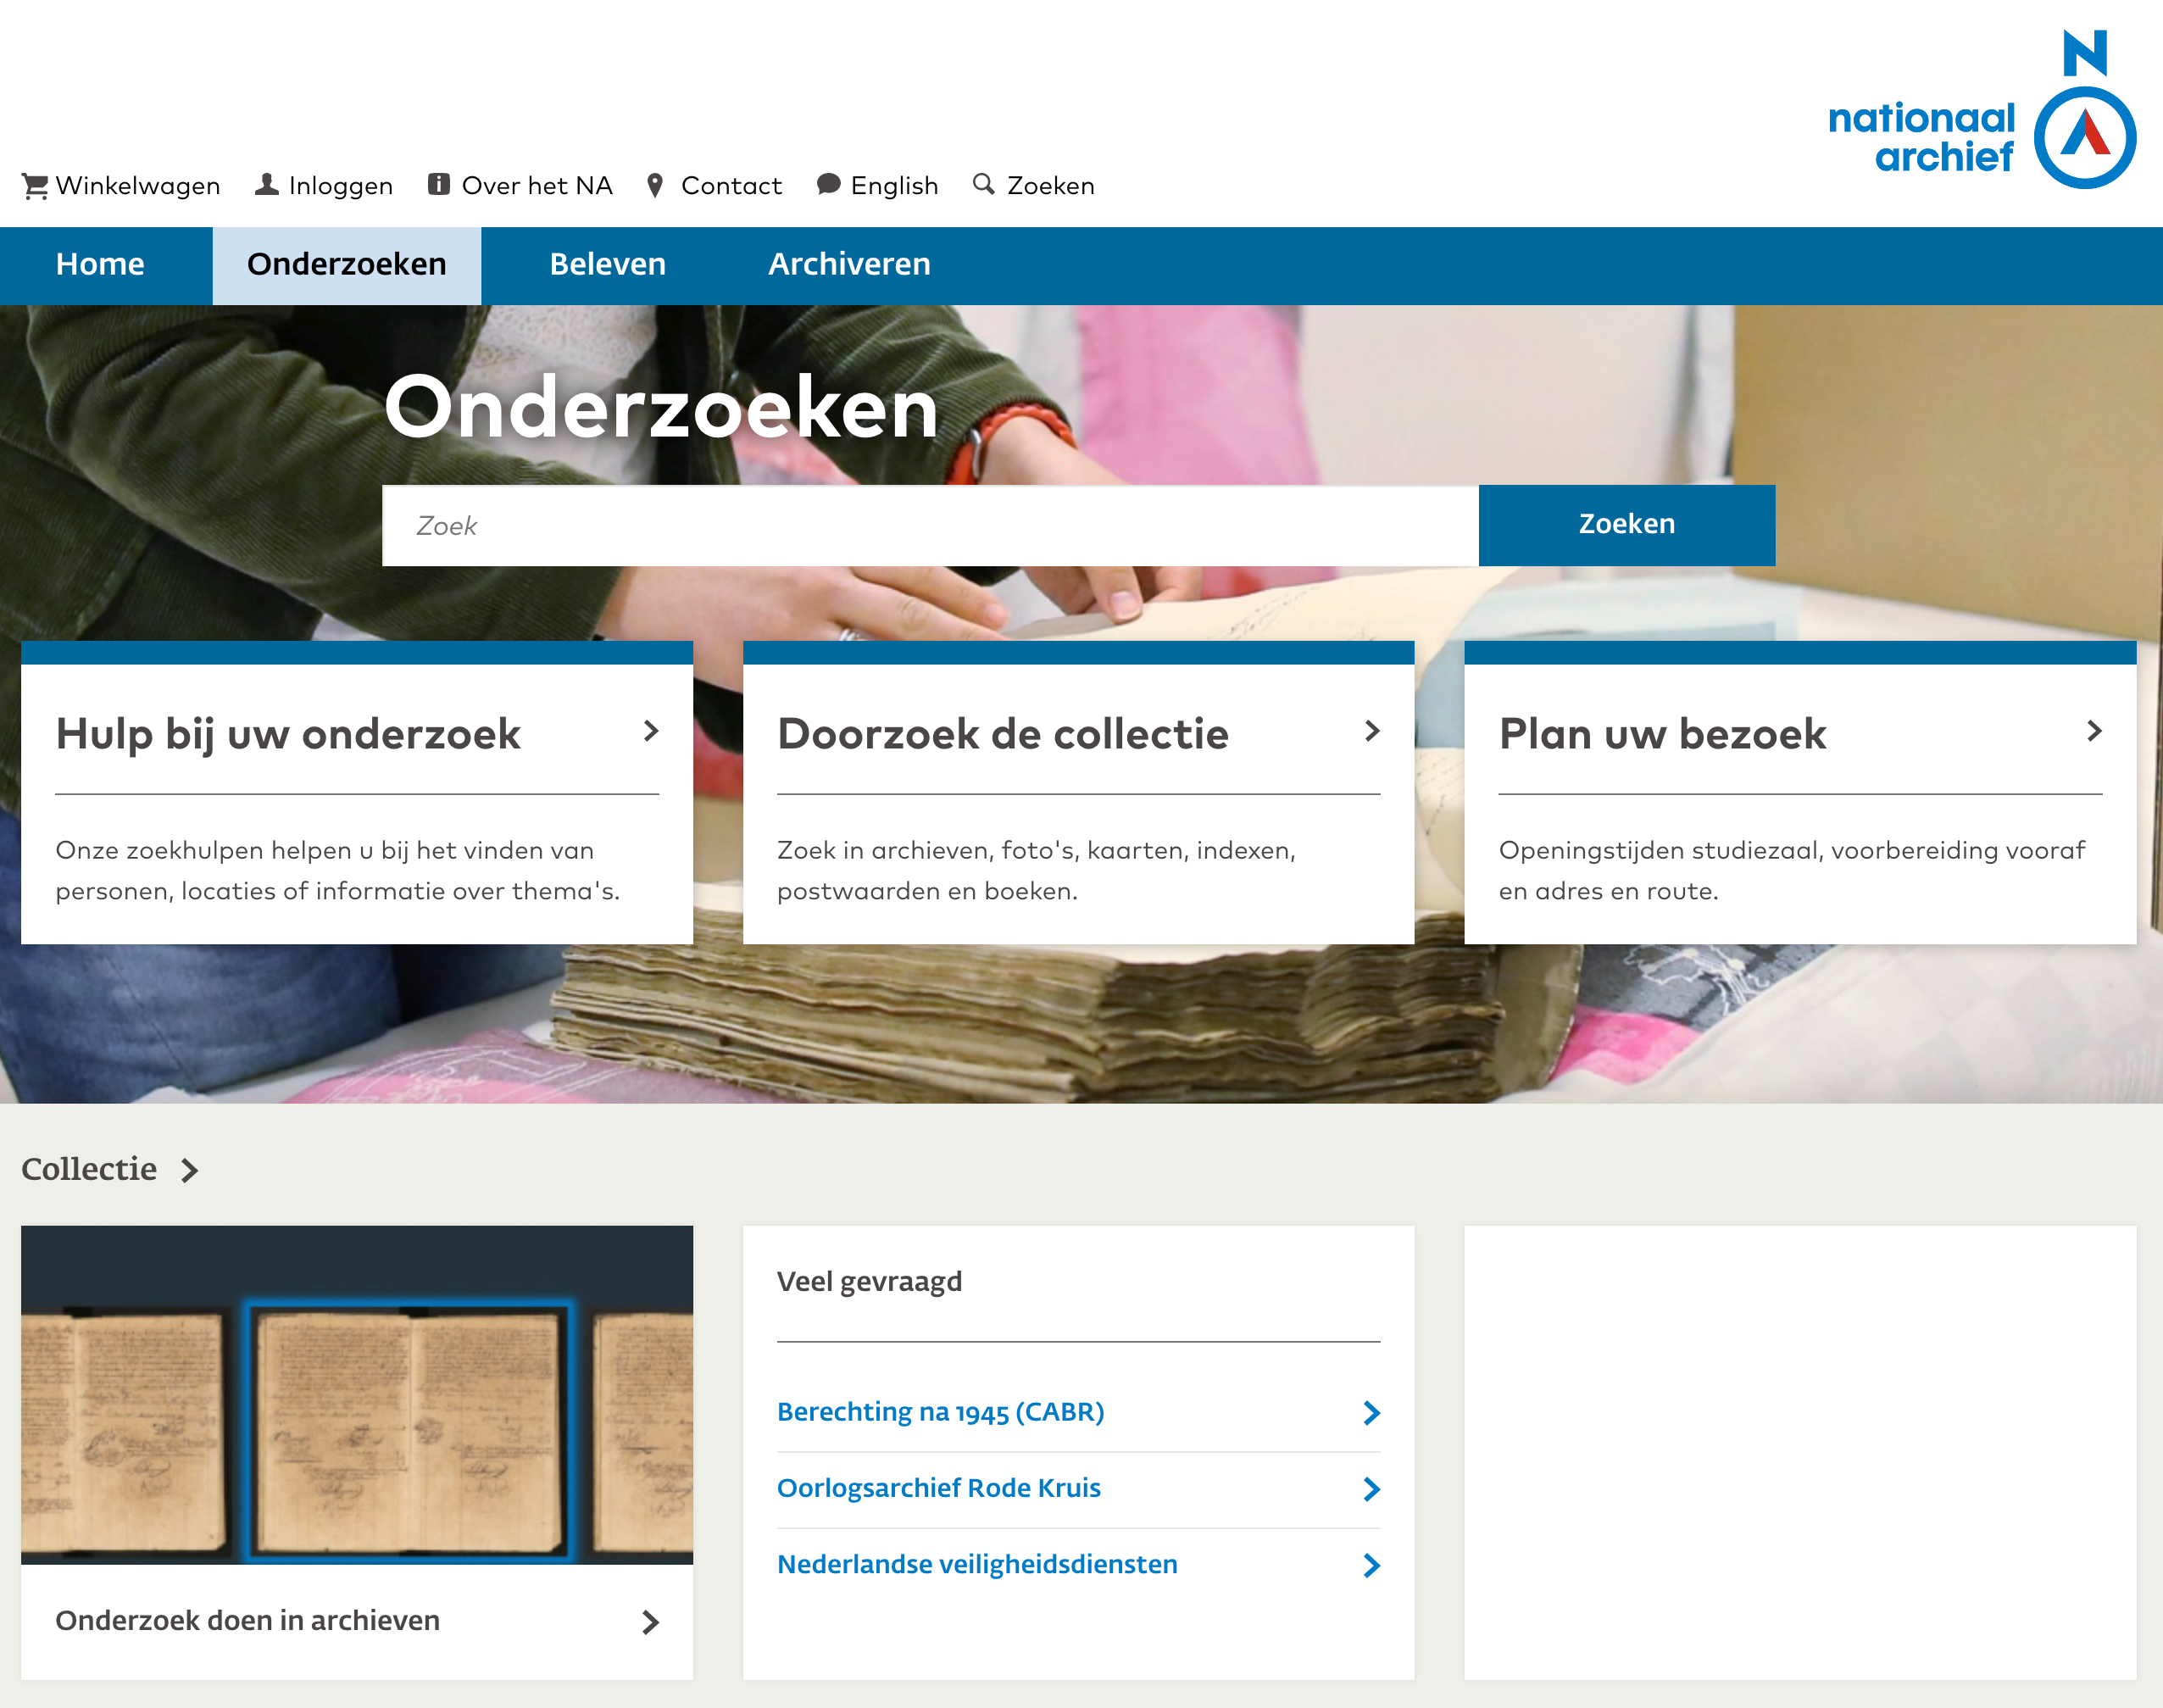 N
nationaal
archief
Winkelwagen
Inloggen
Over het NA
Contact
English
Zoeken
Home
Onderzoeken
Beleven
Archiveren
Onderzoeken
Zoek
Zoeken
Hulp bij uw onderzoek
Onze zoekhulpen helpen u bij het vinden van
personen, locaties of informatie over thema's.
Doorzoek de collectie
Zoek in archieven, foto's, kaarten, indexen,
postwaarden en boeken.
Plan uw bezoek
Openingstijden studiezaal, voorbereiding vooraf
en adres en route.
Collectie
Onderzoek doen in archieven
Veel gevraagd
Berechting na 1945 (CABR)
Oorlogsarchief Rode Kruis
Nederlandse veiligheidsdiensten